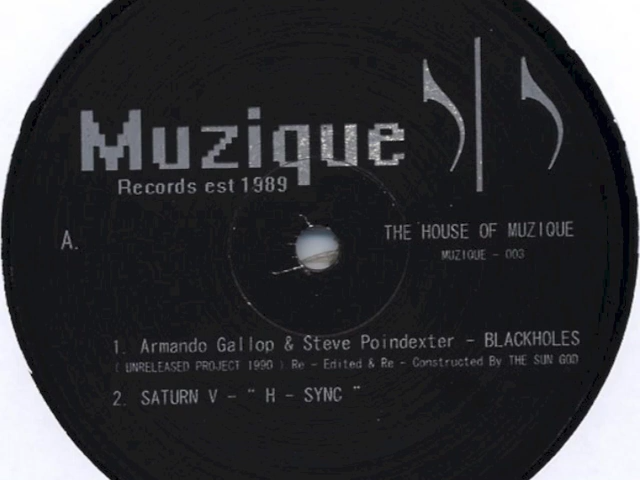 Muzique
Records est 1989
A.
THE HOUSE OF MUZIQUE
MUZIQUE - 003
1. Armando Gallop & Steve Poindexter - BLACKHOLES
( UNRELEASED PROJECT 1990 ) Re - Edited & Re - Constructed By THE SUN GOD
2. SATURN V - " H - SYNC "